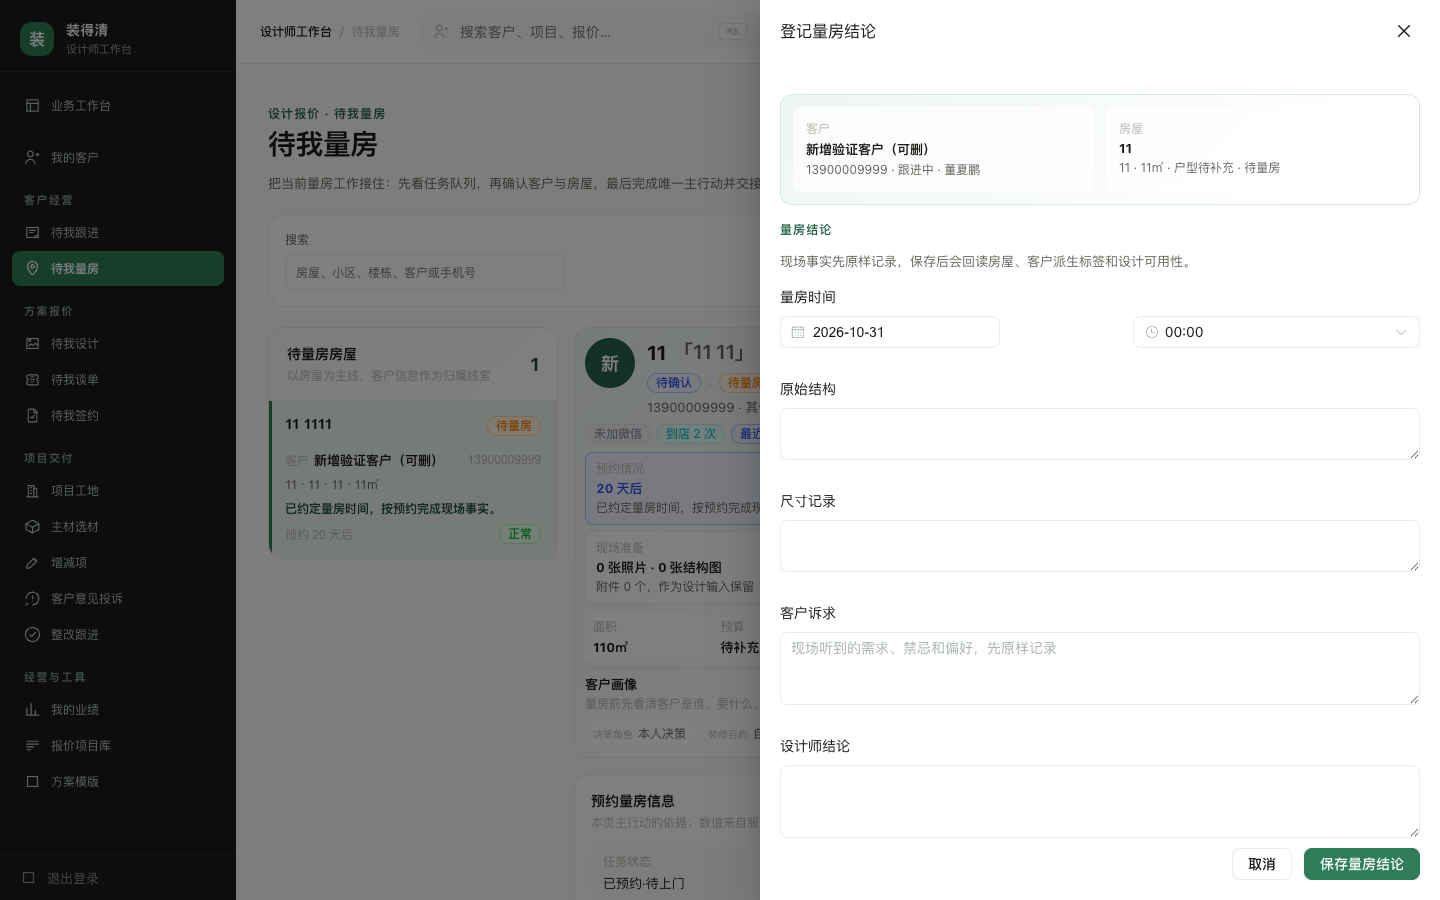 装
装得清
设计师工作台
业务工作台
我的客户
客户经营
待我跟进
待我量房
方案报价
待我设计
待我谈单
待我签约
项目交付
项目工地
主材选材
增减项
客户意见投诉
整改跟进
经营与工具
我的业绩
报价项目库
方案模版
退出登录
设计师工作台 / 待我量房
搜索客户、项目、报价... ⌘K
设计报价 · 待我量房
待我量房
把当前量房工作接住：先看任务队列，再确认客户与房屋，最后完成唯一主行动并交接
搜索
房屋、小区、楼栋、客户或手机号
待量房房屋
以房屋为主线，客户信息作为归属线索
1
11 1111
待量房
客户 新增验证客户（可删） 13900009999
11 · 11 · 11 · 11㎡
已约定量房时间，按预约完成现场事实。
预约 20 天后
正常
新
11 「11 11」
待确认 · 待量房
13900009999 · 其
未加微信 到店 2 次 最近
预约情况
20 天后
已约定量房时间，按预约完成现
现场准备
0 张照片 · 0 张结构图
附件 0 个，作为设计输入保留
面积
110㎡
预算
待补充
客户画像
量房前先看清客户是谁、要什么、
决策角色 本人决策 装修目的
预约量房信息
本页主行动的依据；数值来自服
任务状态
已预约·待上门
登记量房结论
客户
新增验证客户（可删）
13900009999 · 跟进中 · 董夏鹏
房屋
11
11 · 11㎡ · 户型待补充 · 待量房
量房结论
现场事实先原样记录，保存后会回读房屋、客户派生标签和设计可用性。
量房时间
2026-10-31
00:00
原始结构
尺寸记录
客户诉求
现场听到的需求、禁忌和偏好，先原样记录
设计师结论
取消
保存量房结论